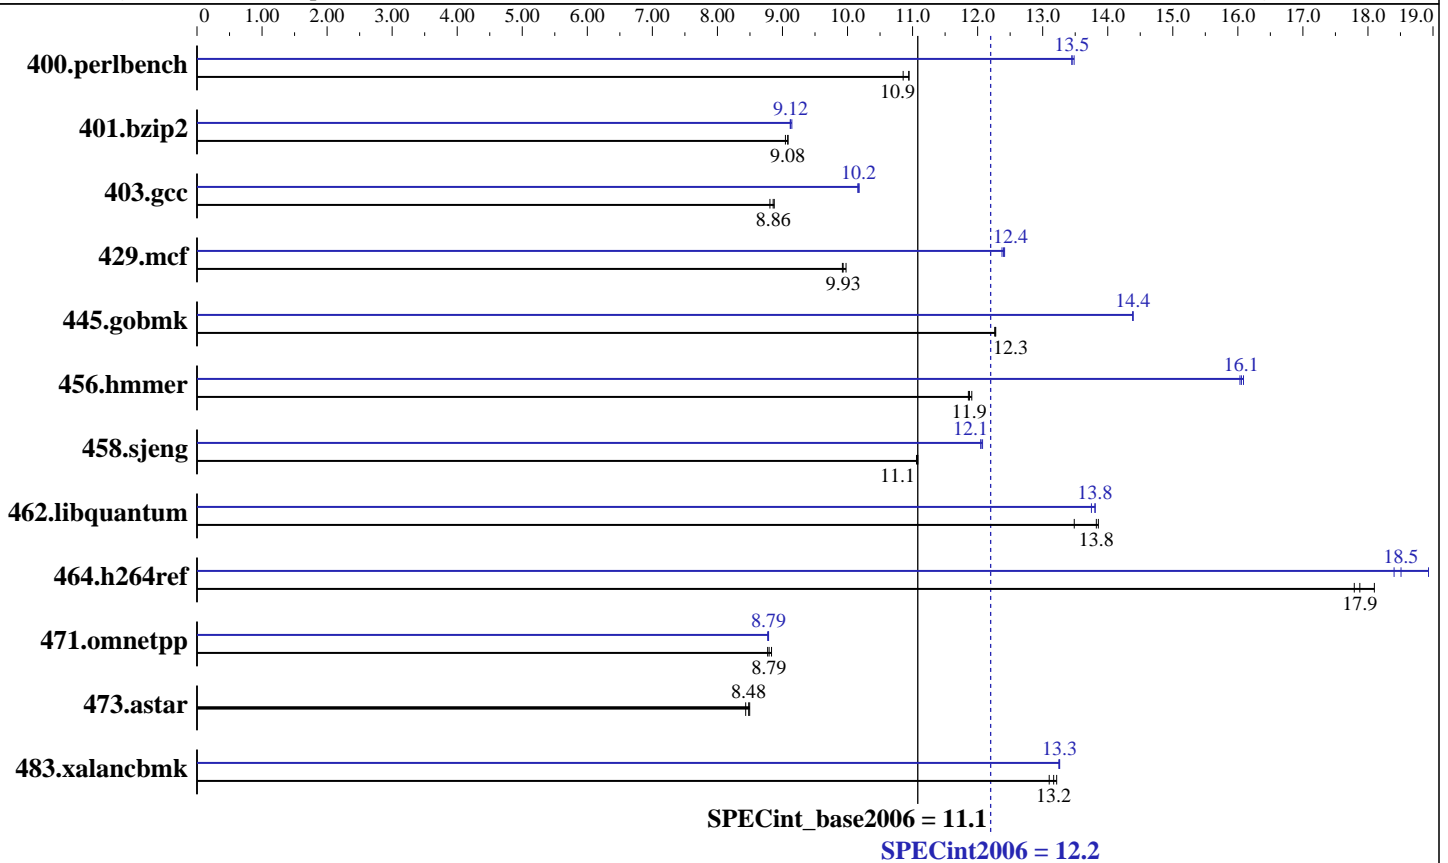 0 1.00 2.00 3.00 4.00 5.00 6.00 7.00 8.00 9.00 10.0 11.0 12.0 13.0 14.0 15.0 16.0 17.0 18.0 19.0
400.perlbench
13.5
10.9
401.bzip2
9.12
9.08
403.gcc
10.2
8.86
429.mcf
12.4
9.93
445.gobmk
14.4
12.3
456.hmmer
16.1
11.9
458.sjeng
12.1
11.1
462.libquantum
13.8
13.8
464.h264ref
18.5
17.9
471.omnetpp
8.79
8.79
473.astar
8.48
483.xalancbmk
13.3
13.2
SPECint_base2006 = 11.1
SPECint2006 = 12.2